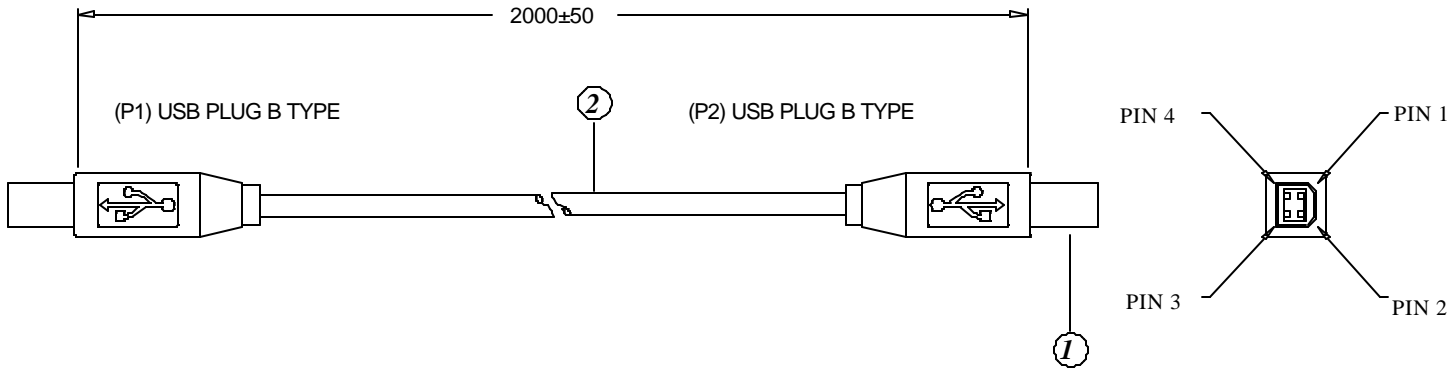 2000±50
(P1) USB PLUG B TYPE
2
(P2) USB PLUG B TYPE
PIN 4
PIN 1
PIN 3
PIN 2
1